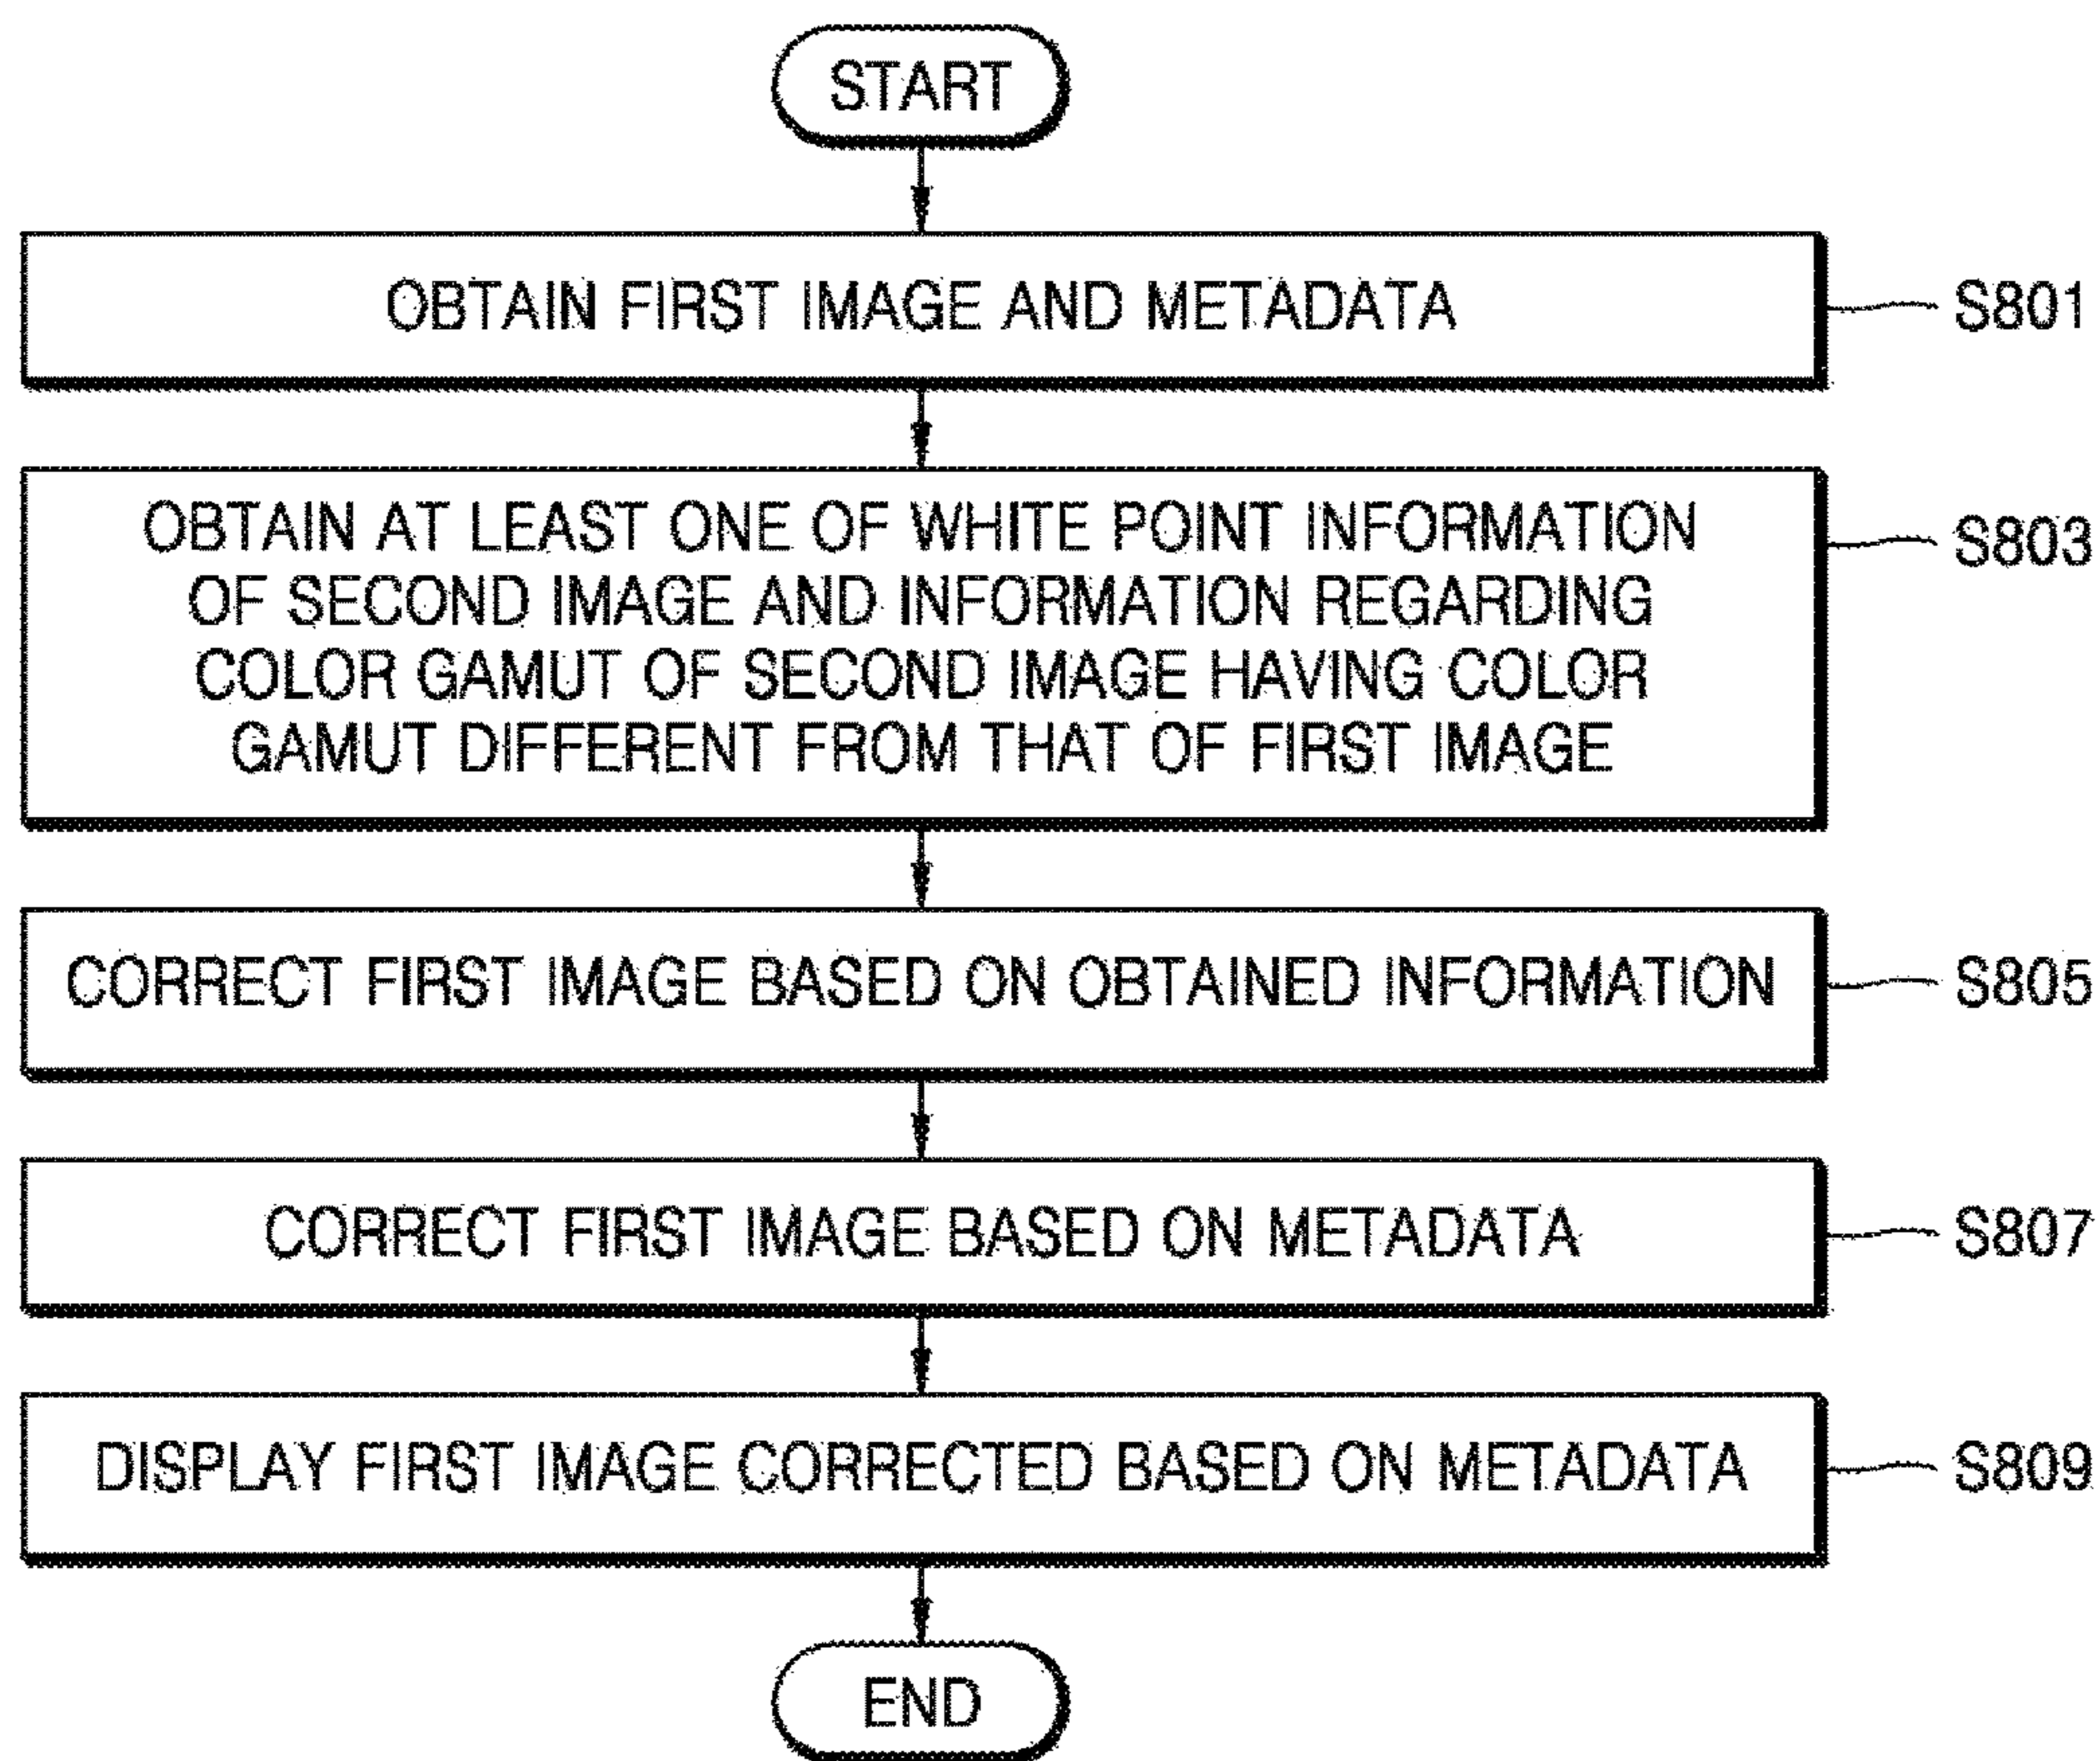 START
OBTAIN FIRST IMAGE AND METADATA
S801
OBTAIN AT LEAST ONE OF WHITE POINT INFORMATION
OF SECOND IMAGE AND INFORMATION REGARDING
COLOR GAMUT OF SECOND IMAGE HAVING COLOR
GAMUT DIFFERENT FROM THAT OF FIRST IMAGE
S803
CORRECT FIRST IMAGE BASED ON OBTAINED INFORMATION
S805
CORRECT FIRST IMAGE BASED ON METADATA
S807
DISPLAY FIRST IMAGE CORRECTED BASED ON METADATA
S809
END